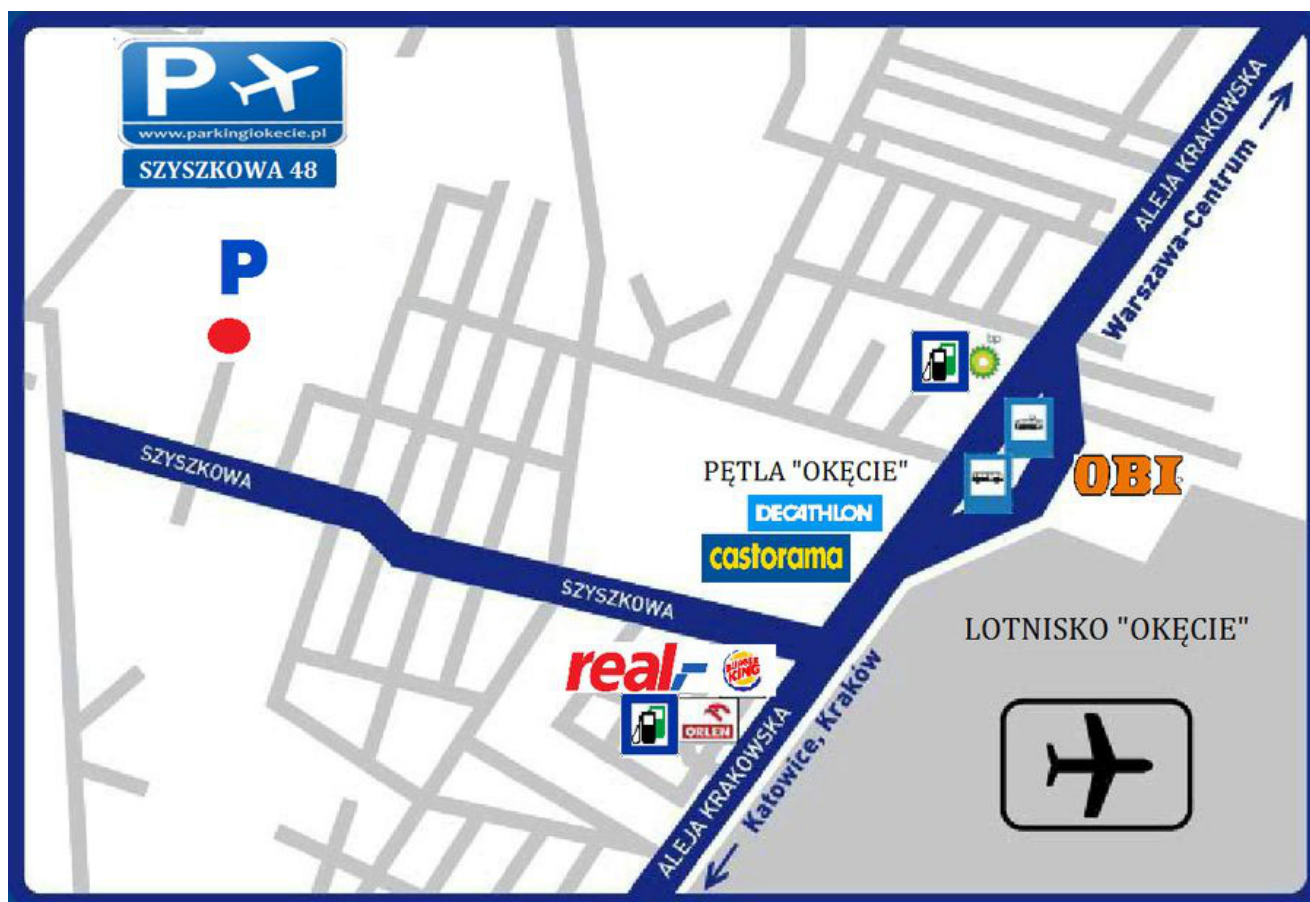 P
www.parkingiokecie.pl
SZYSZKOWA 48
P
ALEJA KRAKOWSKA
Warszawa-Centrum
bp
SZYSZKOWA
PĘTLA "OKĘCIE"
DECATHLON
castorama
OBI
SZYSZKOWA
LOTNISKO "OKĘCIE"
real,-
BURGER
KING
ORLEN
ALEJA KRAKOWSKA
Katowice, Kraków